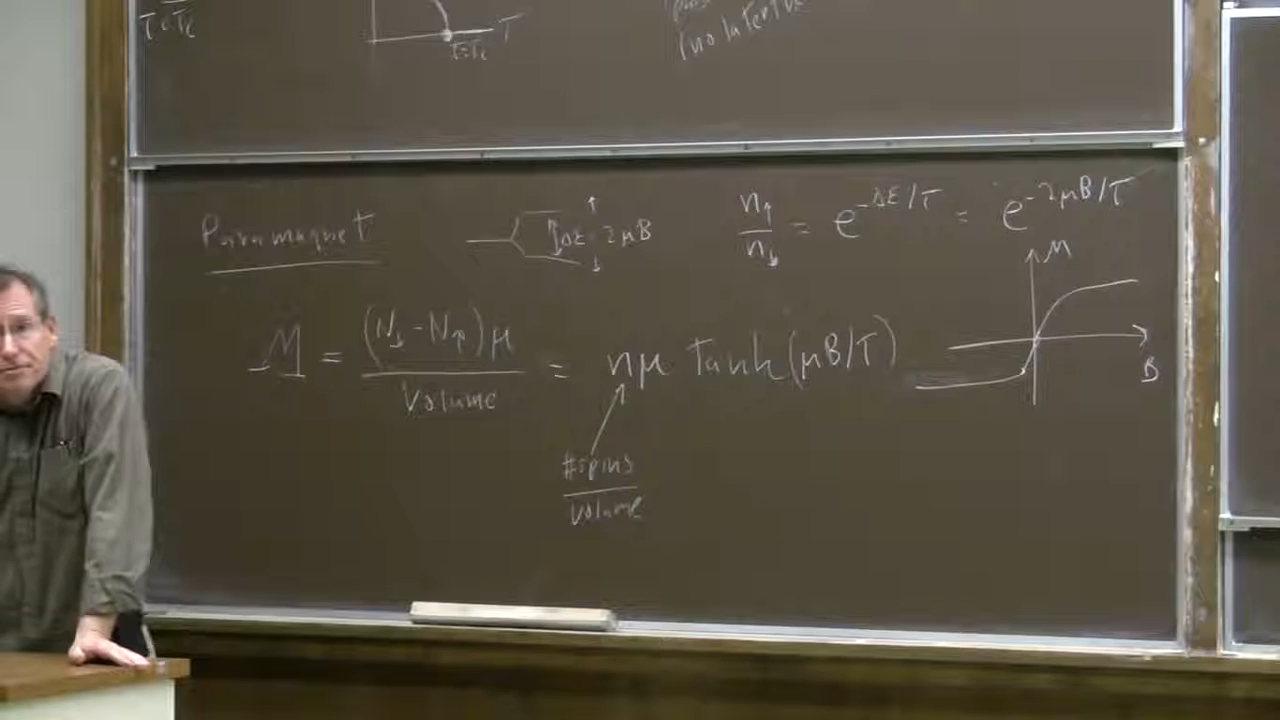 T<Tc
T
T=Tc
(no latent
Paramagnet
ΔE = 2μB
n↑/n↓ = e^-ΔE/T = e^-2μB/T
M
M = (N↓ - N↑)μ / Volume = nμ tanh(μB/T)
B
#spins / volume